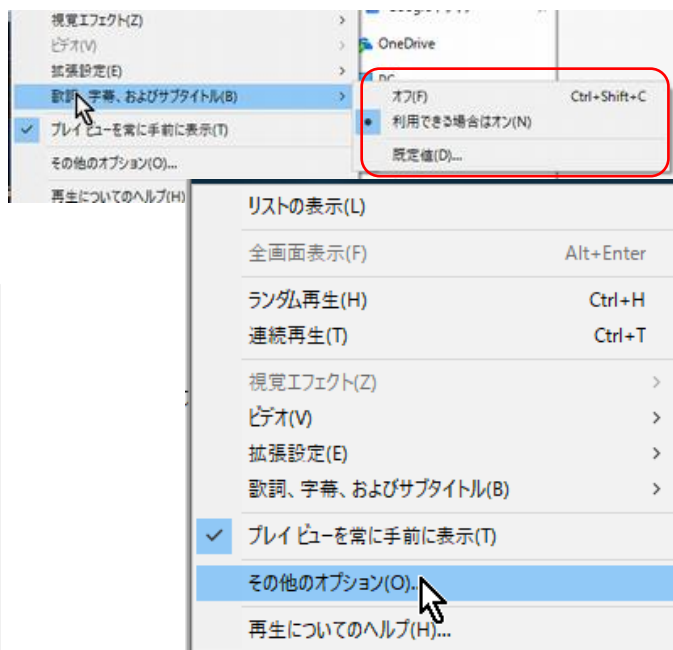 視覚エフェクト(Z)
ビデオ(V)
拡張設定(E)
歌詞、字幕、およびサブタイトル(B)
プレイ ビューを常に手前に表示(T)
その他のオプション(O)...
再生についてのヘルプ(H)
OneDrive
PC
オフ(F) Ctrl+Shift+C
利用できる場合はオン(N)
既定値(D)...
リストの表示(L)
全画面表示(F) Alt+Enter
ランダム再生(H) Ctrl+H
連続再生(T) Ctrl+T
視覚エフェクト(Z)
ビデオ(V)
拡張設定(E)
歌詞、字幕、およびサブタイトル(B)
プレイ ビューを常に手前に表示(T)
その他のオプション(O)...
再生についてのヘルプ(H)...